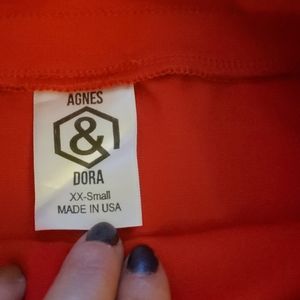 AGNES
&
DORA
XX-Small
MADE IN USA